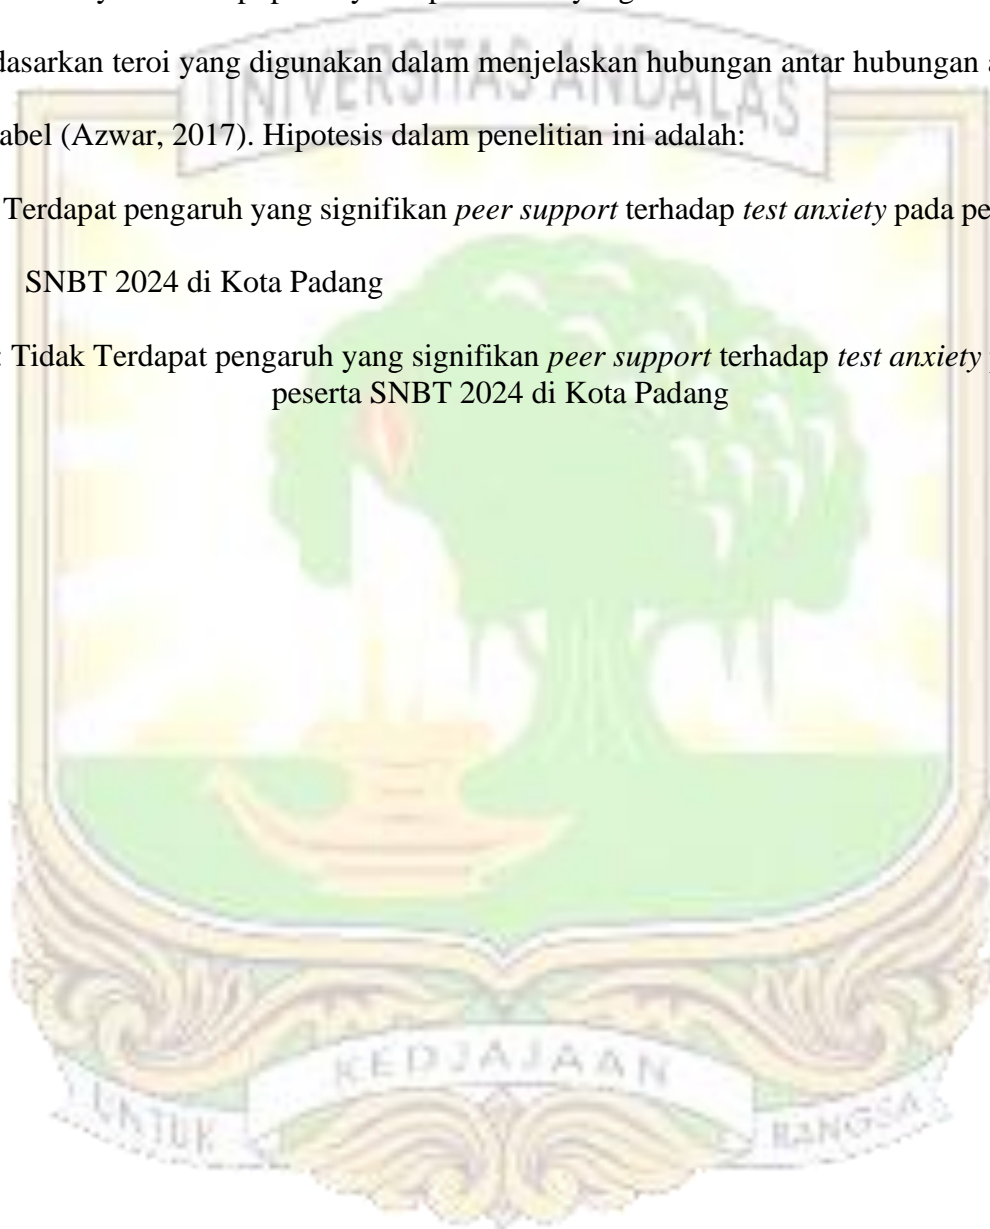 UNIVERSITAS ANDALAS
dasarkan teroi yang digunakan dalam menjelaskan hubungan antar hubungan
abel (Azwar, 2017). Hipotesis dalam penelitian ini adalah:
Terdapat pengaruh yang signifikan peer support terhadap test anxiety pada pe
SNBT 2024 di Kota Padang
: Tidak Terdapat pengaruh yang signifikan peer support terhadap test anxiety
peserta SNBT 2024 di Kota Padang
KEDJAJAAN
UNTUK BANGSA